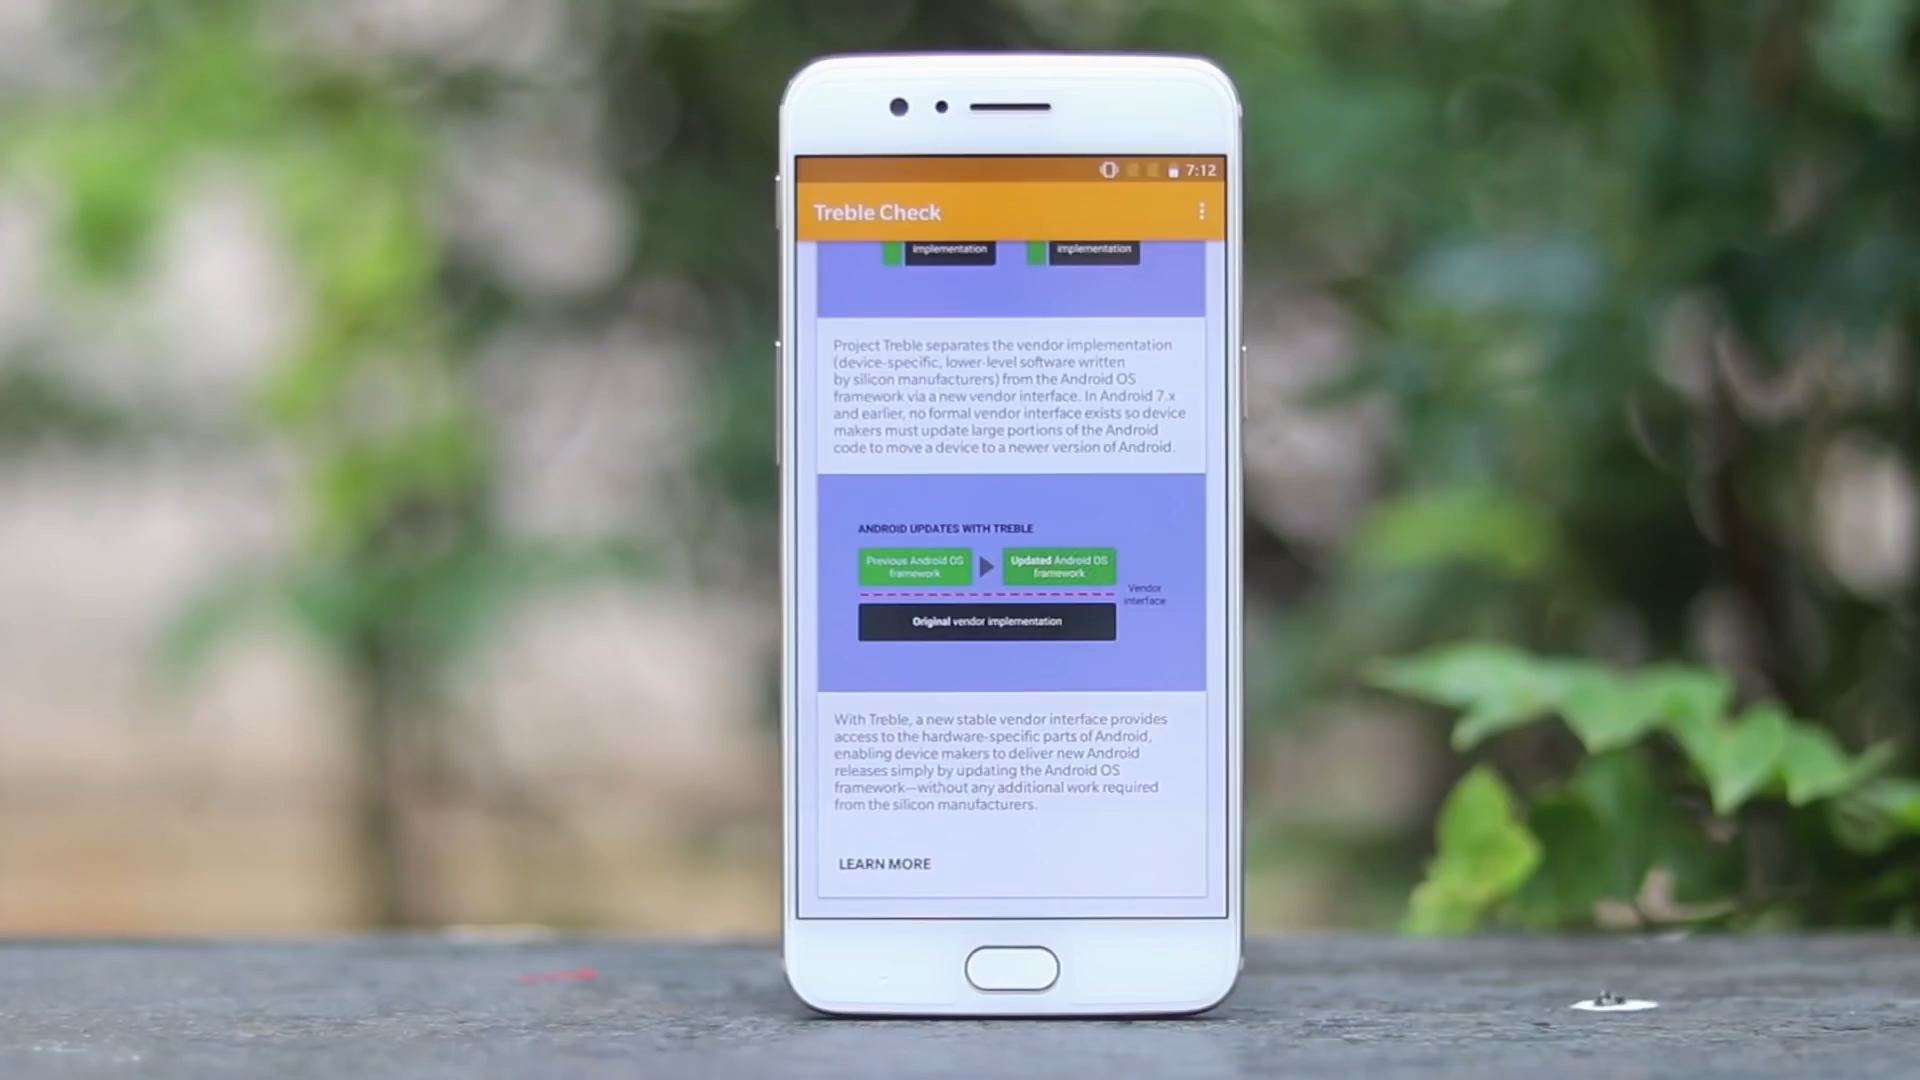 7:12
Treble Check
implementation
implementation
Project Treble separates the vendor implementation
(device-specific, lower-level software written
by silicon manufacturers) from the Android OS
framework via a new vendor interface. In Android 7.x
and earlier, no formal vendor interface exists so device
makers must update large portions of the Android
code to move a device to a newer version of Android.
ANDROID UPDATES WITH TREBLE
Previous Android OS
framework
Updated Android OS
framework
Vendor
interface
Original vendor implementation
With Treble, a new stable vendor interface provides
access to the hardware-specific parts of Android,
enabling device makers to deliver new Android
releases simply by updating the Android OS
framework—without any additional work required
from the silicon manufacturers.
LEARN MORE